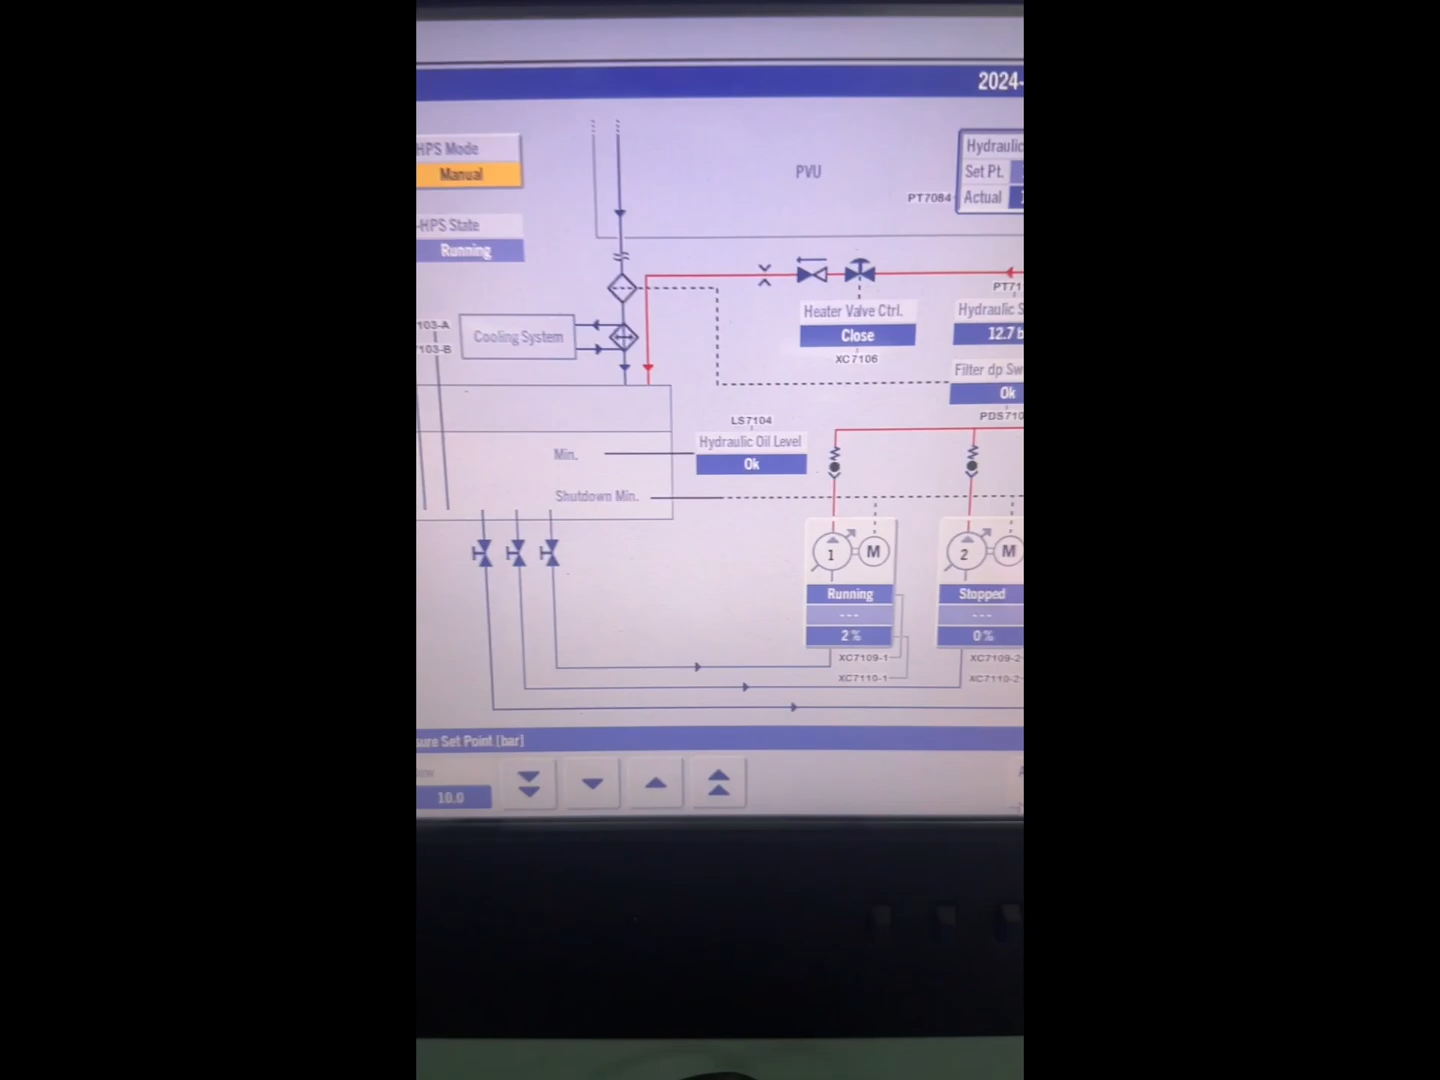 2024-
HPS Mode
Manual
-HPS State
Running
PVU
Hydraulic
Set Pt.
PT7084
Actual
PT71
Hydraulic S
12.7 b
Heater Valve Ctrl.
Close
XC7106
103-A
103-B
Cooling System
Filter dp Sw
Ok
PDS710
LS7104
Hydraulic Oil Level
Ok
Min.
Shutdown Min.
1
M
2
M
Running
---
2 %
Stopped
---
0 %
XC7109-1
XC7110-1
XC7109-2
XC7110-2
sure Set Point [bar]
10.0